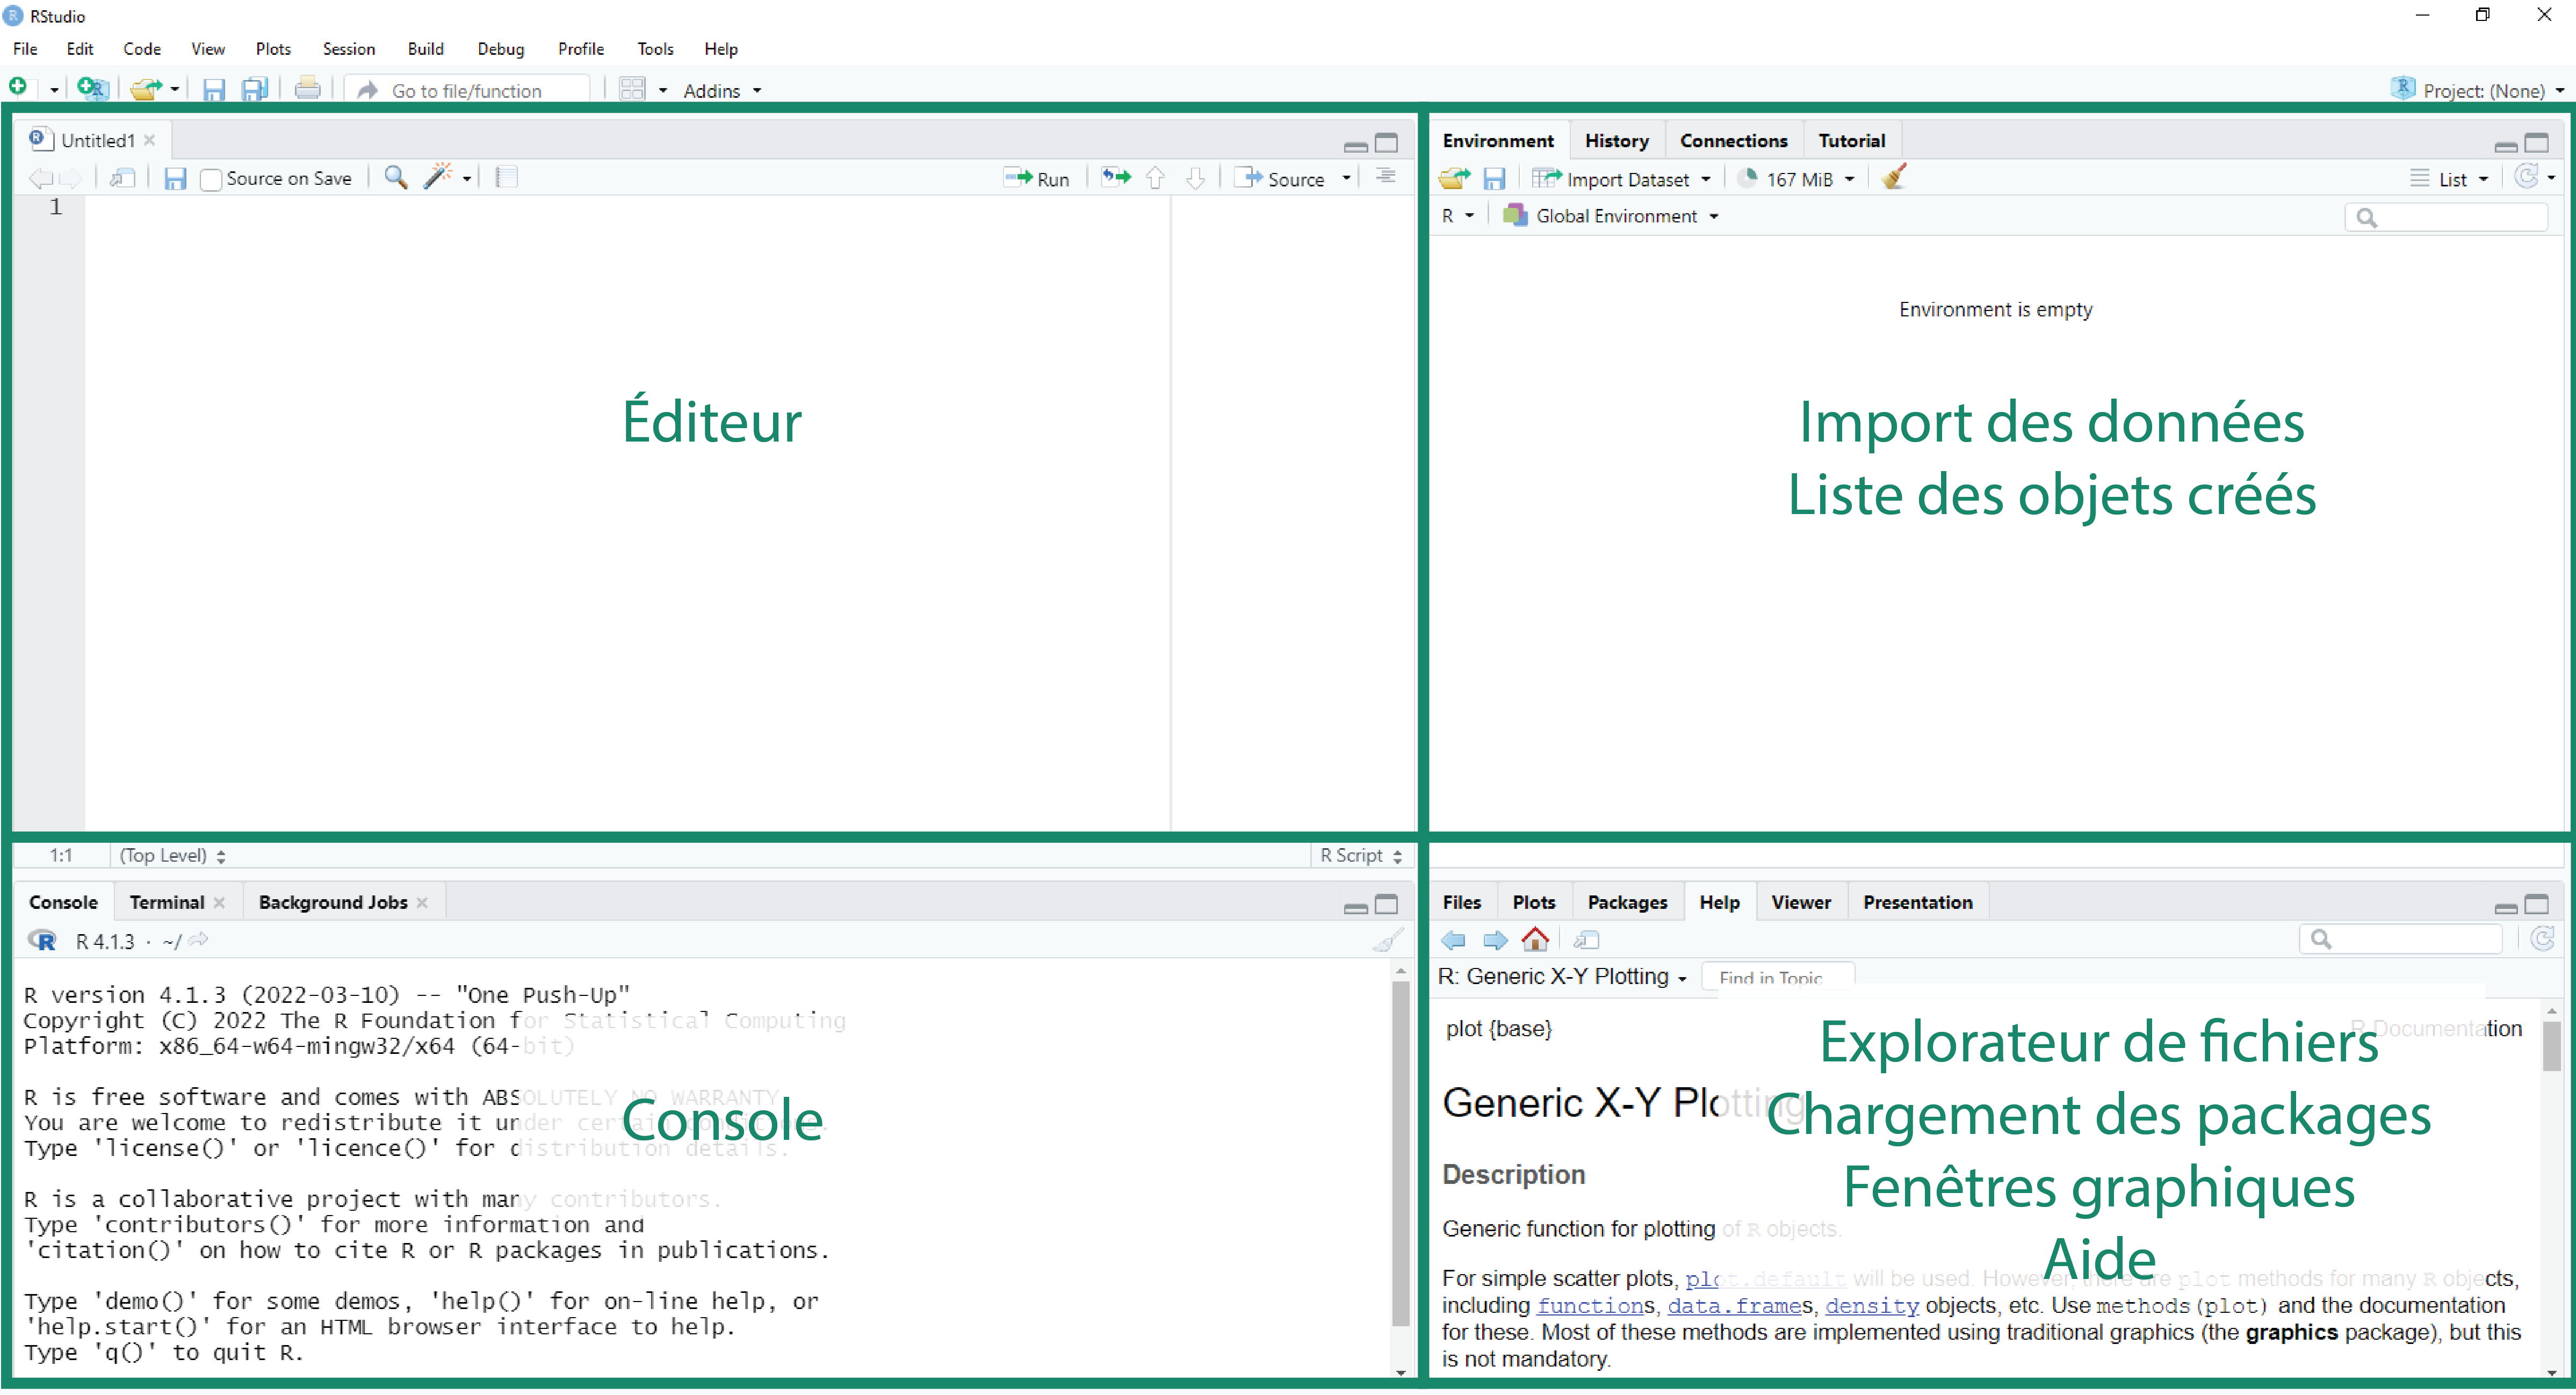 RStudio
File Edit Code View Plots Session Build Debug Profile Tools Help
Go to file/function Addins Project: (None)
Untitled1
Source on Save Run Source
1
Éditeur
1:1 (Top Level) R Script
Environment History Connections Tutorial
Import Dataset 167 MiB List
R Global Environment
Environment is empty
Import des données
Liste des objets créés
Console Terminal Background Jobs
R 4.1.3 · ~/
R version 4.1.3 (2022-03-10) -- "One Push-Up"
Copyright (C) 2022 The R Foundation for Statistical Computing
Platform: x86_64-w64-mingw32/x64 (64-bit)
R is free software and comes with ABSOLUTELY NO WARRANTY
You are welcome to redistribute it under certain conditions.
Type 'license()' or 'licence()' for distribution details.
Console
R is a collaborative project with many contributors.
Type 'contributors()' for more information and
'citation()' on how to cite R or R packages in publications.
Type 'demo()' for some demos, 'help()' for on-line help, or
'help.start()' for an HTML browser interface to help.
Type 'q()' to quit R.
Files Plots Packages Help Viewer Presentation
R: Generic X-Y Plotting Find in Topic
plot {base} R Documentation
Explorateur de fichiers
Generic X-Y Plotting
Chargement des packages
Description
Fenêtres graphiques
Generic function for plotting of R objects.
Aide
For simple scatter plots, plot.default will be used. However, there are plot methods for many R objects,
including functions, data.frames, density objects, etc. Use methods(plot) and the documentation
for these. Most of these methods are implemented using traditional graphics (the graphics package), but this
is not mandatory.